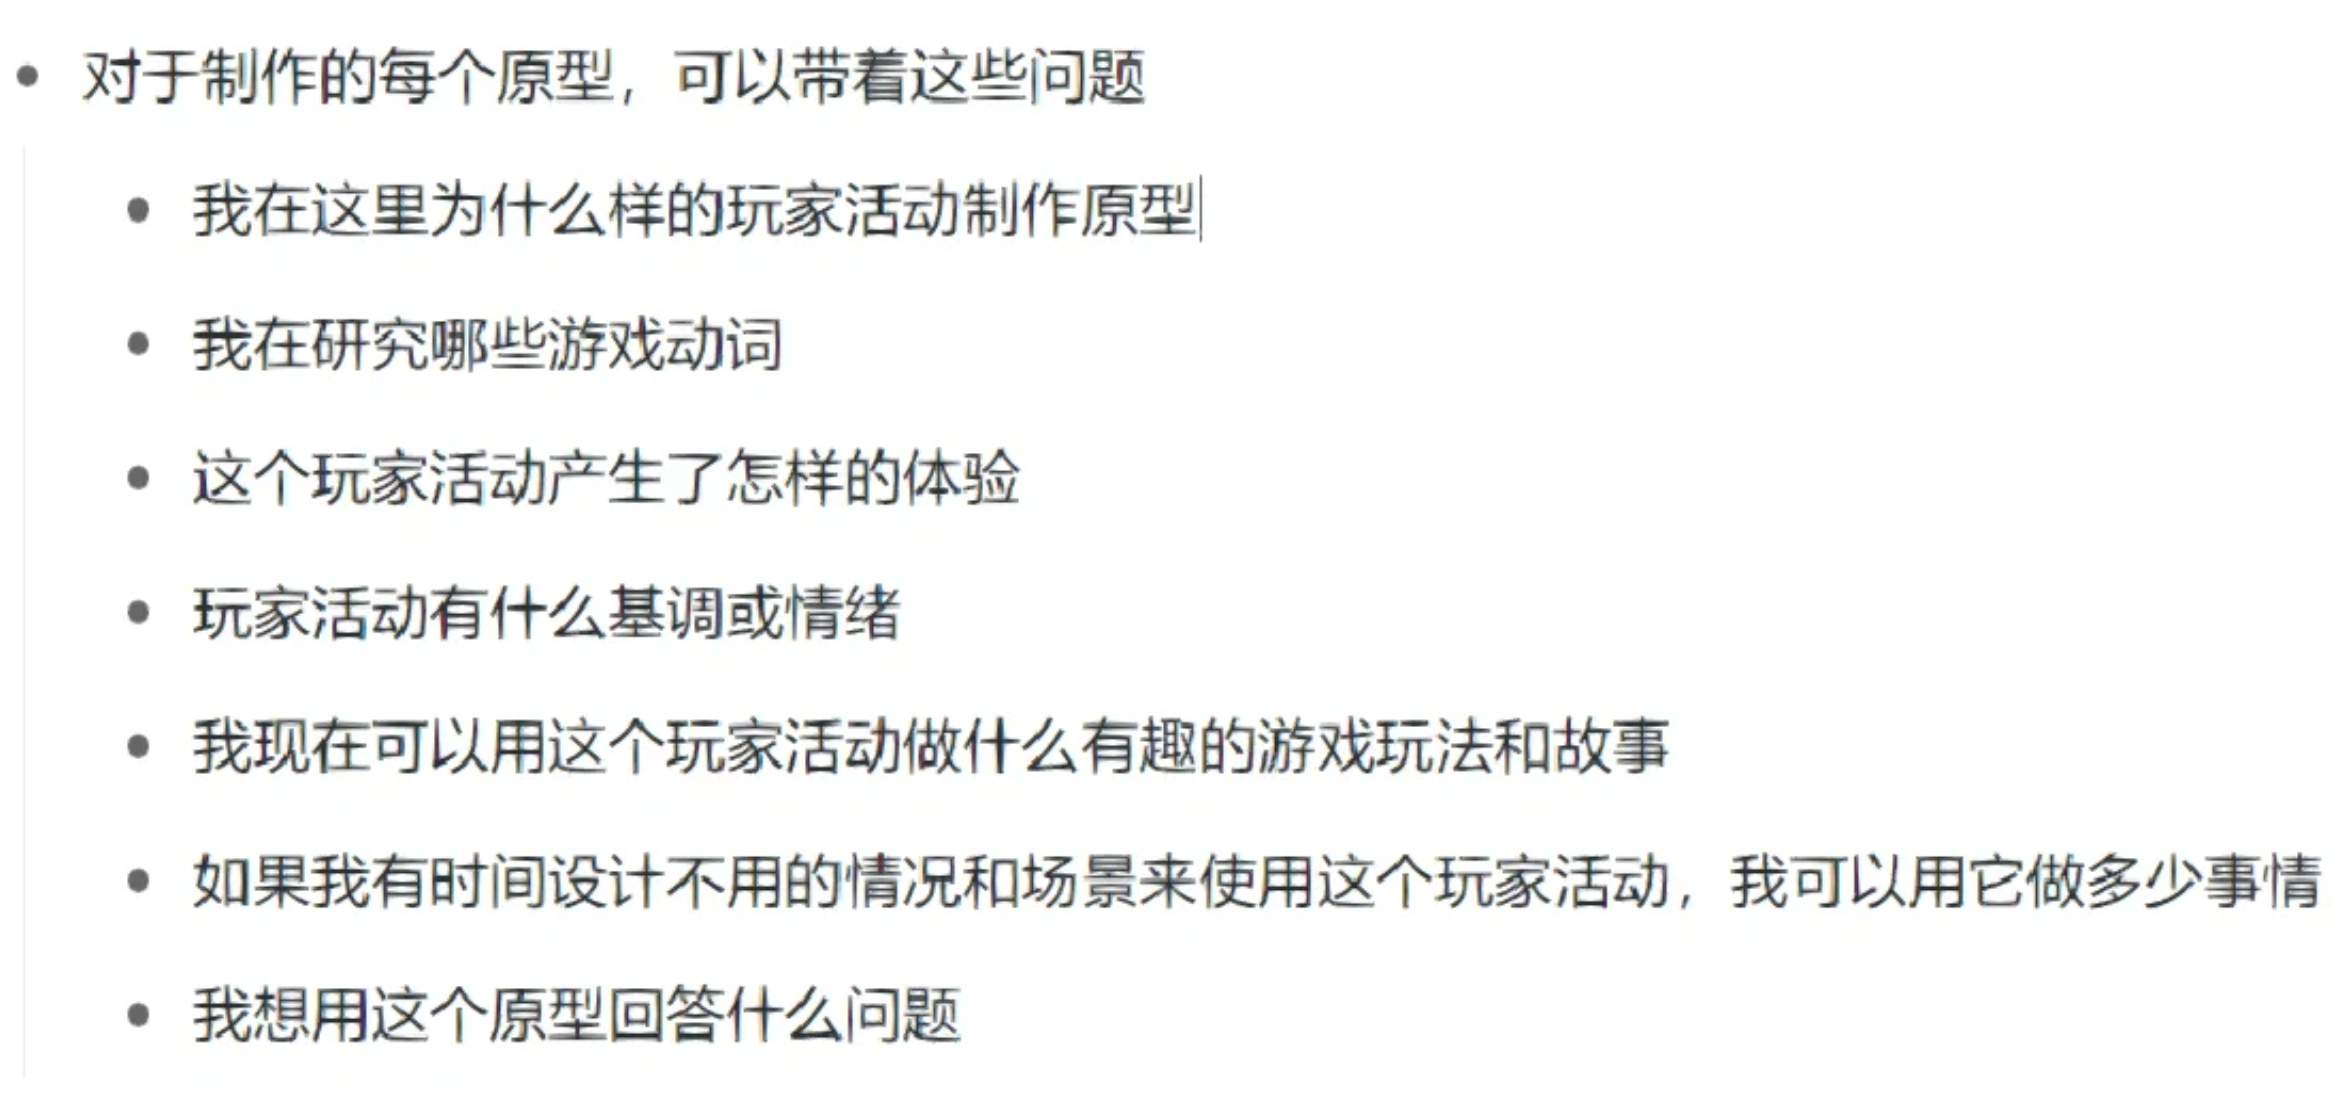 对于制作的每个原型，可以带着这些问题
我在这里为什么样的玩家活动制作原型
我在研究哪些游戏动词
这个玩家活动产生了怎样的体验
玩家活动有什么基调或情绪
我现在可以用这个玩家活动做什么有趣的游戏玩法和故事
如果我有时间设计不用的情况和场景来使用这个玩家活动，我可以用它做多少事情
我想用这个原型回答什么问题